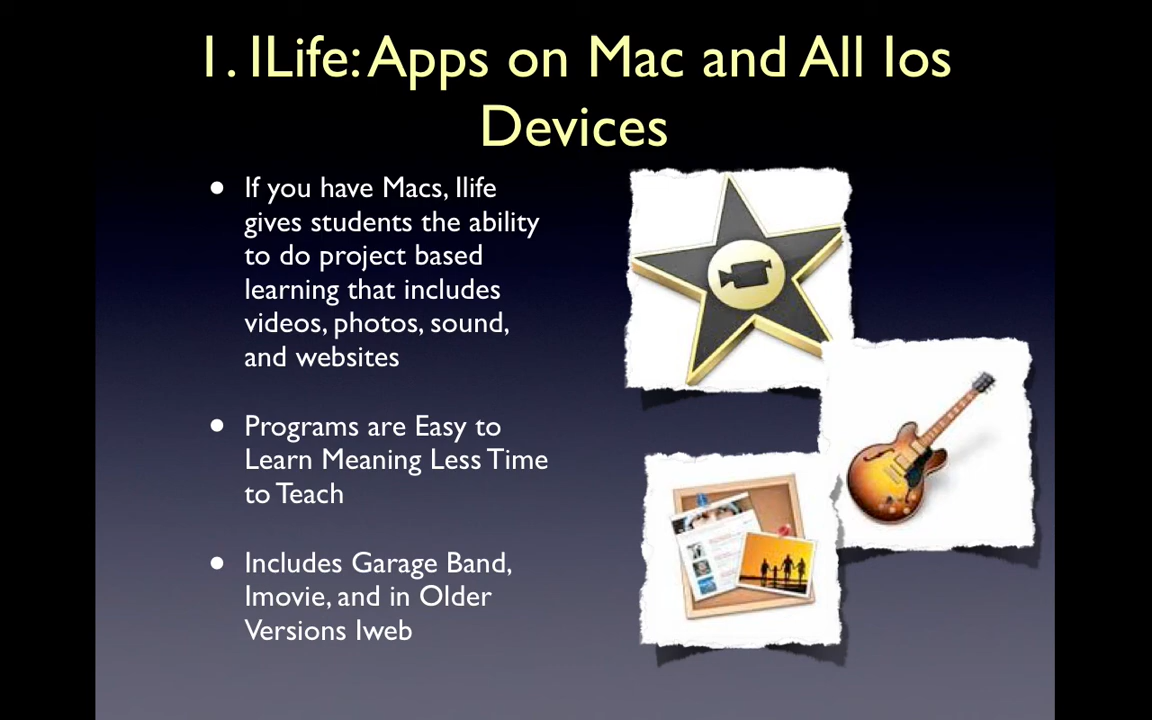 1. ILife: Apps on Mac and All Ios
Devices
• If you have Macs, Ilife
gives students the ability
to do project based
learning that includes
videos, photos, sound,
and websites
• Programs are Easy to
Learn Meaning Less Time
to Teach
• Includes Garage Band,
Imovie, and in Older
Versions Iweb